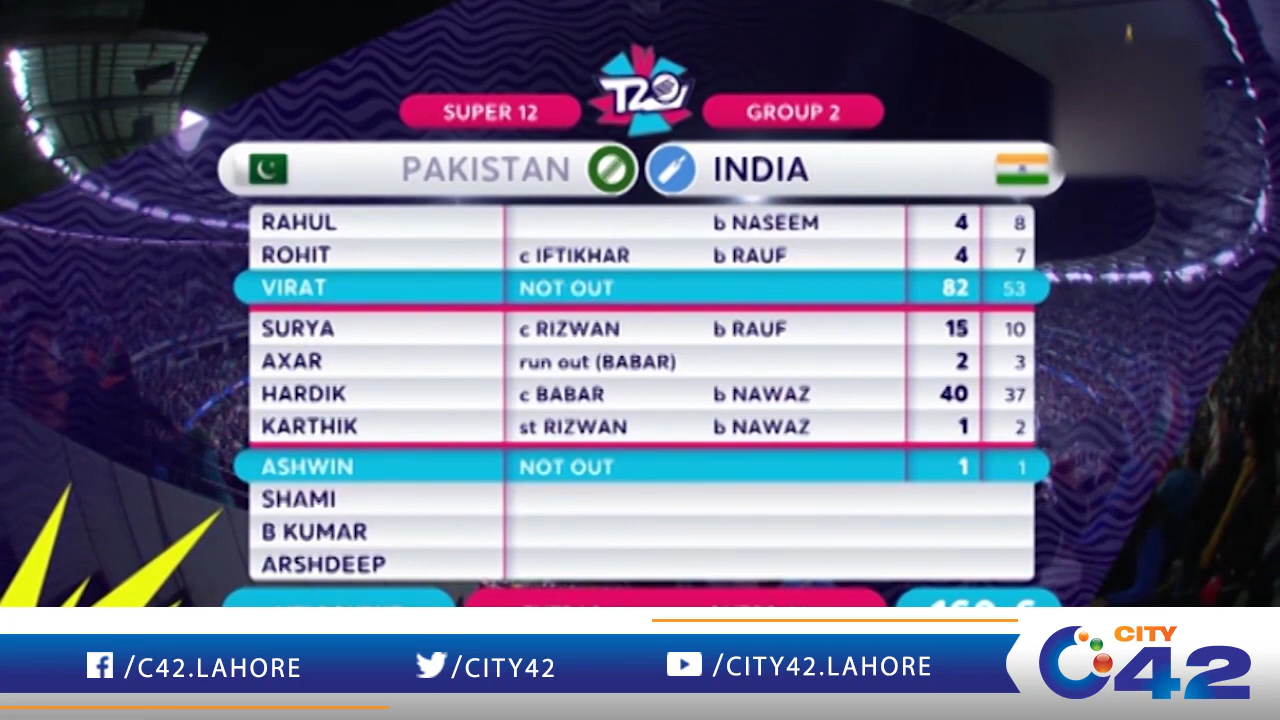 T20
SUPER 12 GROUP 2
PAKISTAN INDIA
RAHUL b NASEEM 4 8
ROHIT c IFTIKHAR b RAUF 4 7
VIRAT NOT OUT 82 53
SURYA c RIZWAN b RAUF 15 10
AXAR run out (BABAR) 2 3
HARDIK c BABAR b NAWAZ 40 37
KARTHIK st RIZWAN b NAWAZ 1 2
ASHWIN NOT OUT 1 1
SHAMI
B KUMAR
ARSHDEEP
/C42.LAHORE /CITY42 /CITY42.LAHORE
CITY
42